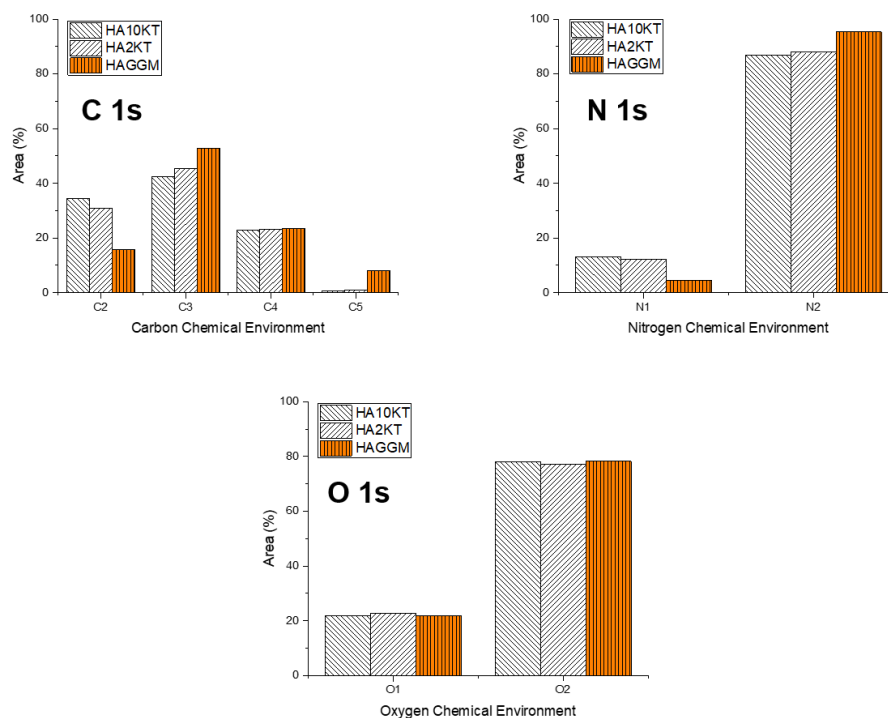 100
80
60
40
20
0
Area (%)
HA10KT
HA2KT
HAGGM
C 1s
C2 C3 C4 C5
Carbon Chemical Environment
100
80
60
40
20
0
Area (%)
HA10KT
HA2KT
HAGGM
N 1s
N1 N2
Nitrogen Chemical Environment
100
80
60
40
20
0
Area (%)
HA10KT
HA2KT
HAGGM
O 1s
O1 O2
Oxygen Chemical Environment